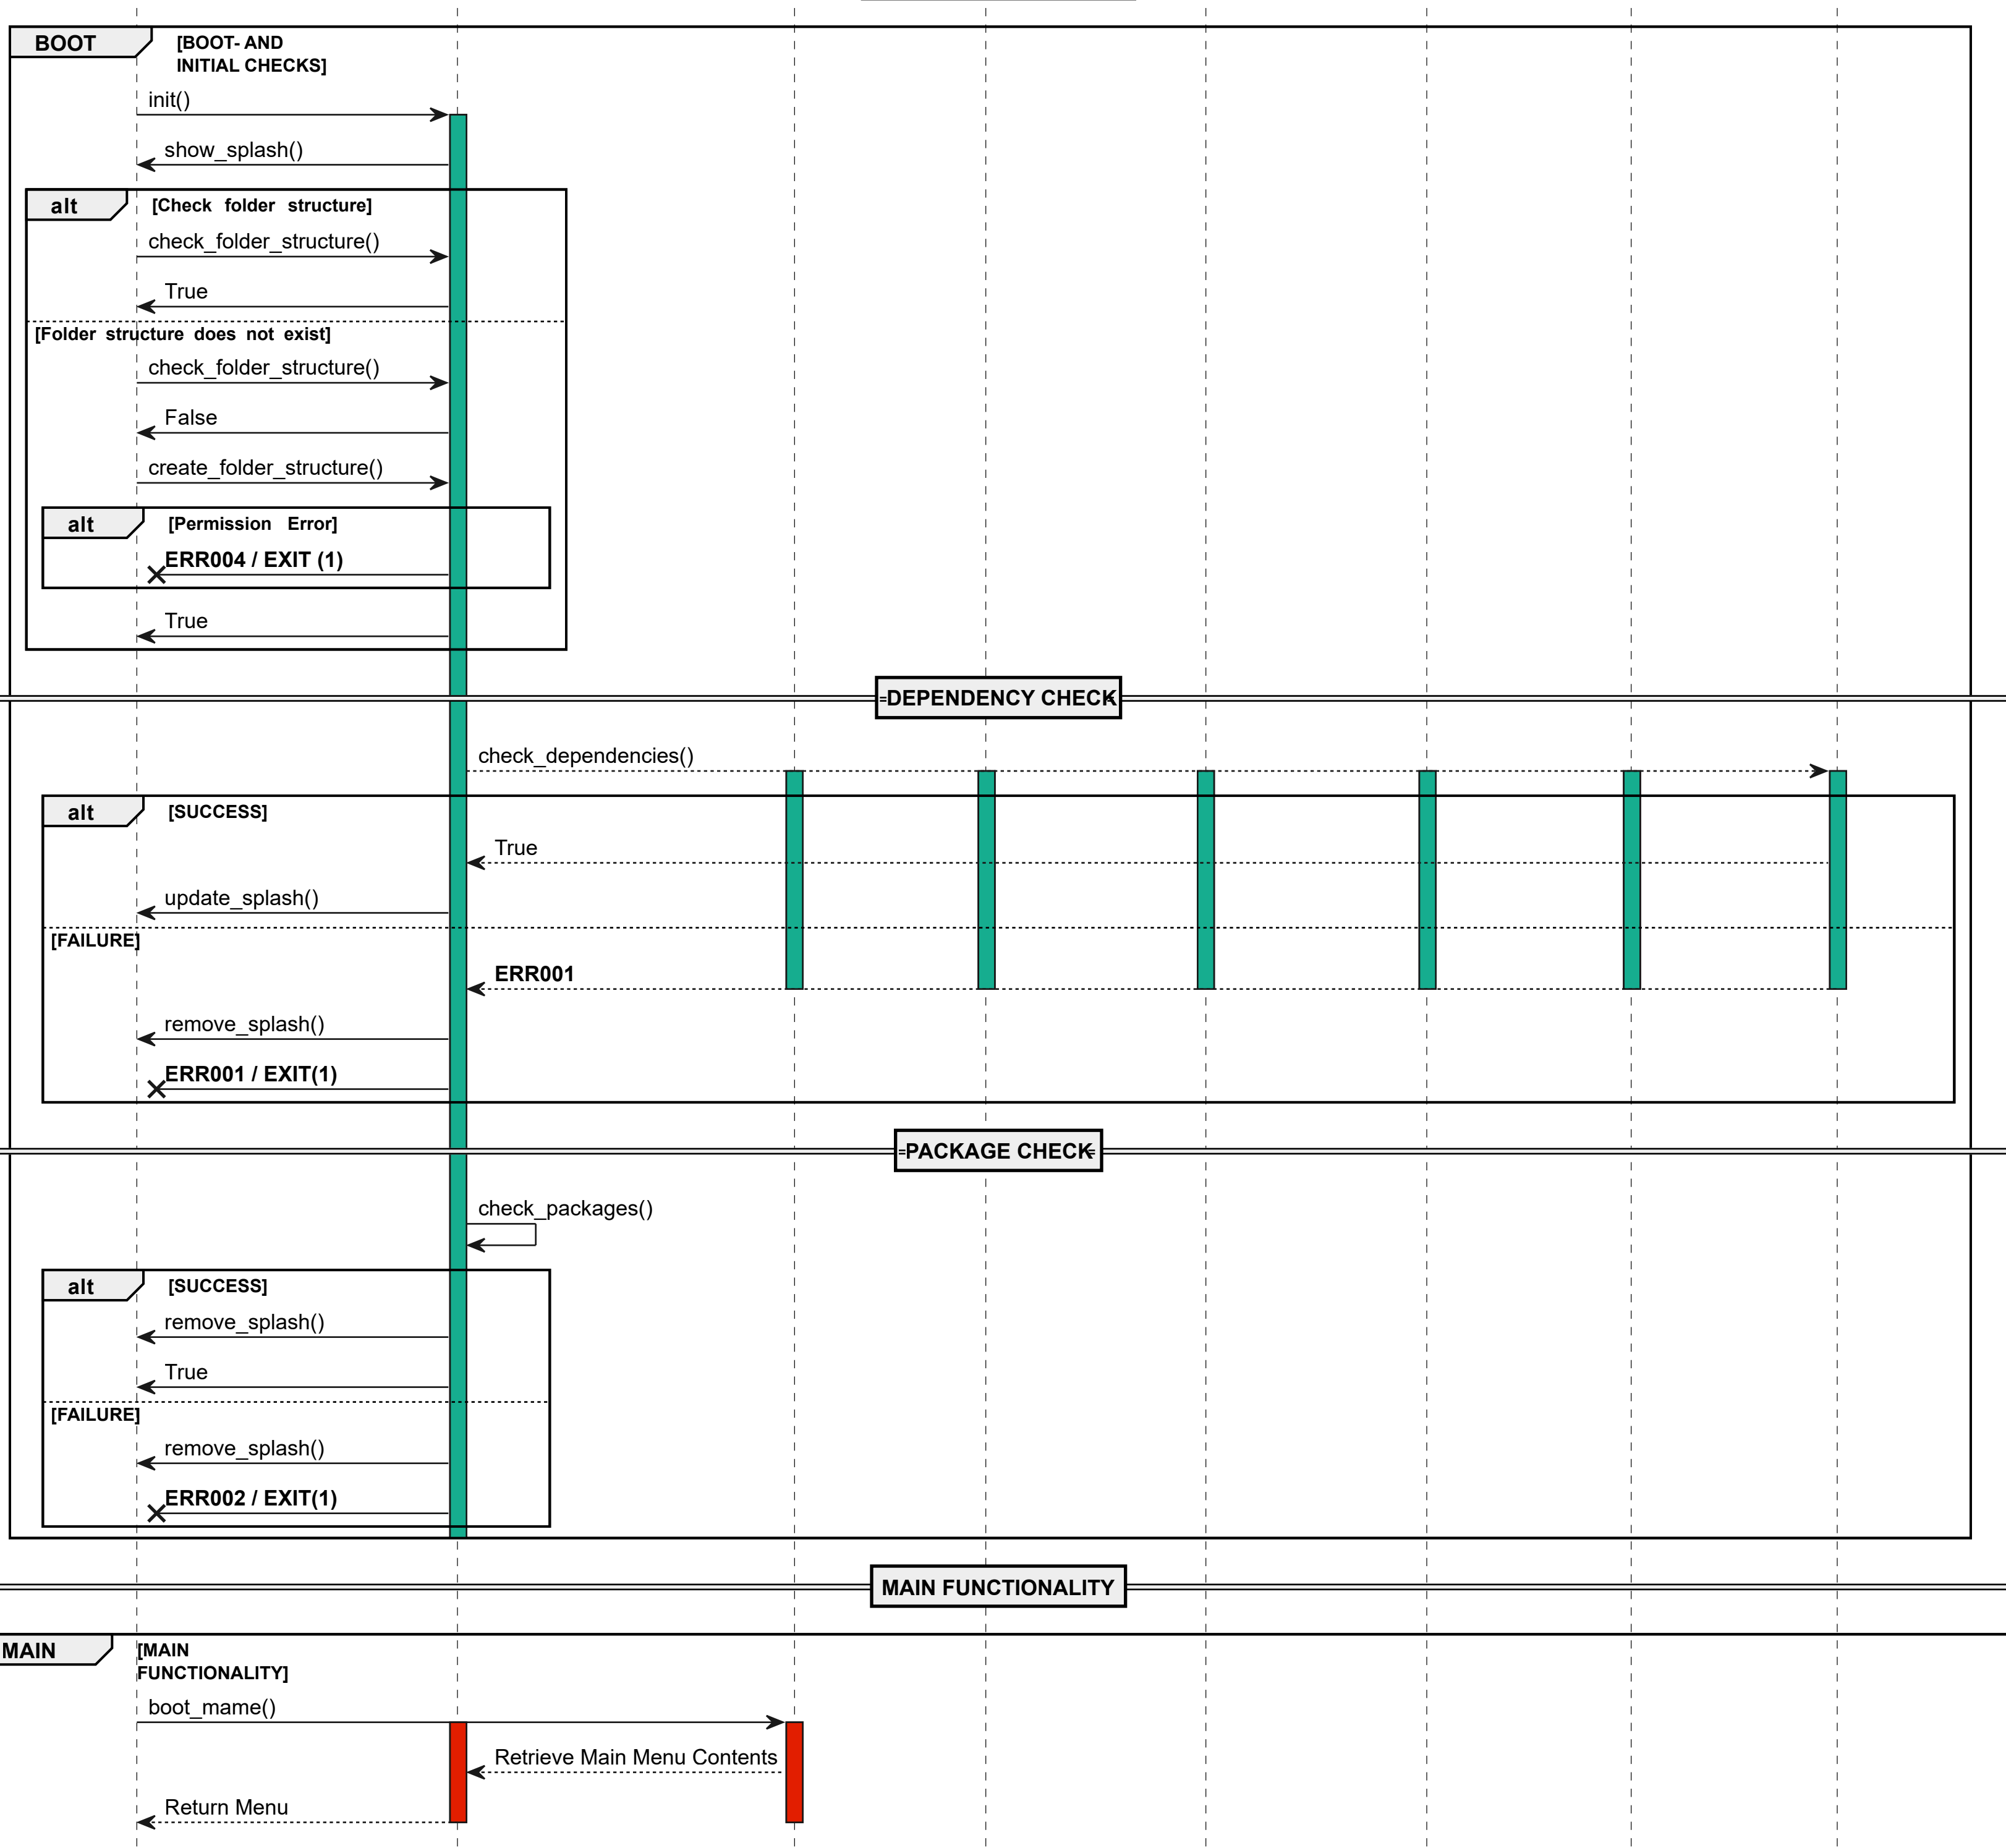 BOOT
[BOOT- AND
INITIAL CHECKS]
init()
show_splash()
alt
[Check folder structure]
check_folder_structure()
True
[Folder structure does not exist]
check_folder_structure()
False
create_folder_structure()
alt
[Permission Error]
ERR004 / EXIT (1)
True
=DEPENDENCY CHECK=
check_dependencies()
alt
[SUCCESS]
True
update_splash()
[FAILURE]
ERR001
remove_splash()
ERR001 / EXIT(1)
=PACKAGE CHECK=
check_packages()
alt
[SUCCESS]
remove_splash()
True
[FAILURE]
remove_splash()
ERR002 / EXIT(1)
MAIN FUNCTIONALITY
MAIN
[MAIN
FUNCTIONALITY]
boot_mame()
Retrieve Main Menu Contents
Return Menu